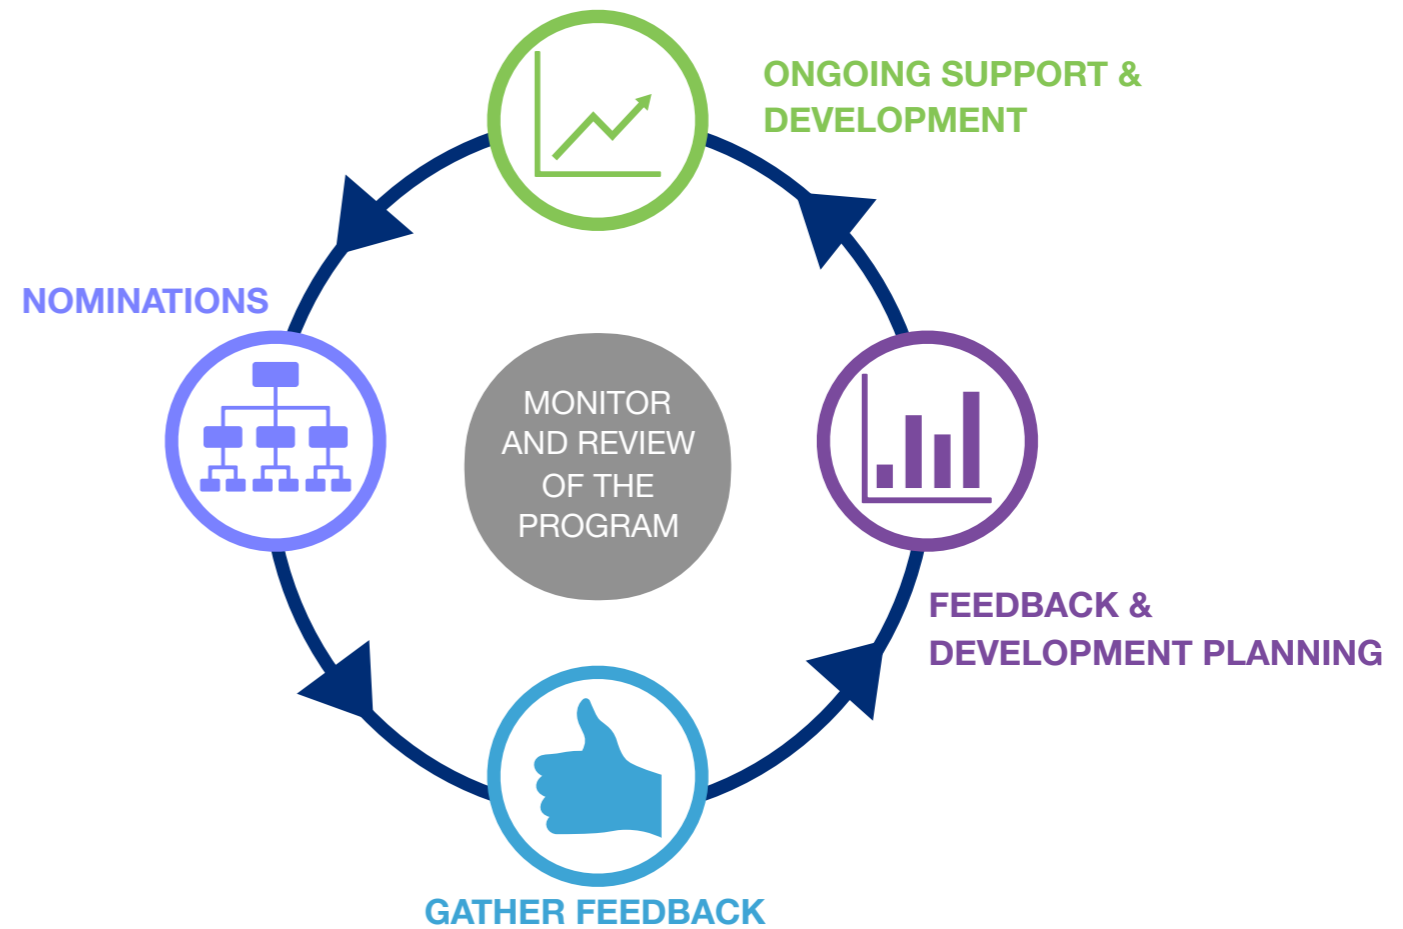 ONGOING SUPPORT &
DEVELOPMENT
NOMINATIONS
MONITOR
AND REVIEW
OF THE
PROGRAM
FEEDBACK &
DEVELOPMENT PLANNING
GATHER FEEDBACK